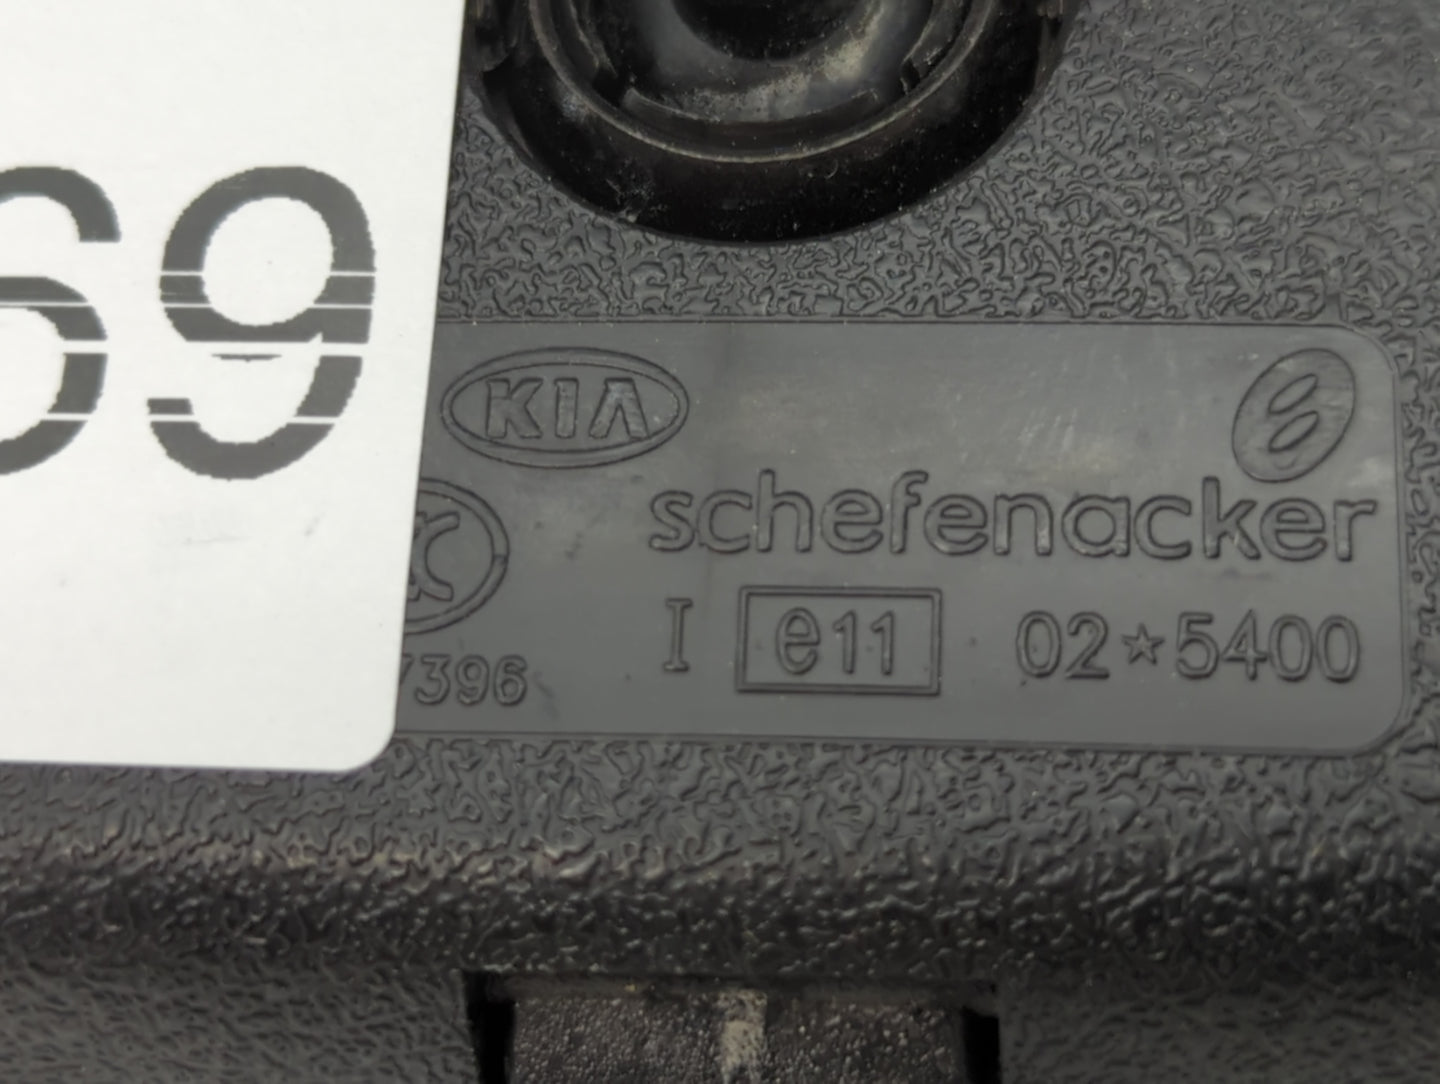 69
KIA
schefenacker
I e11 02★5400
7396